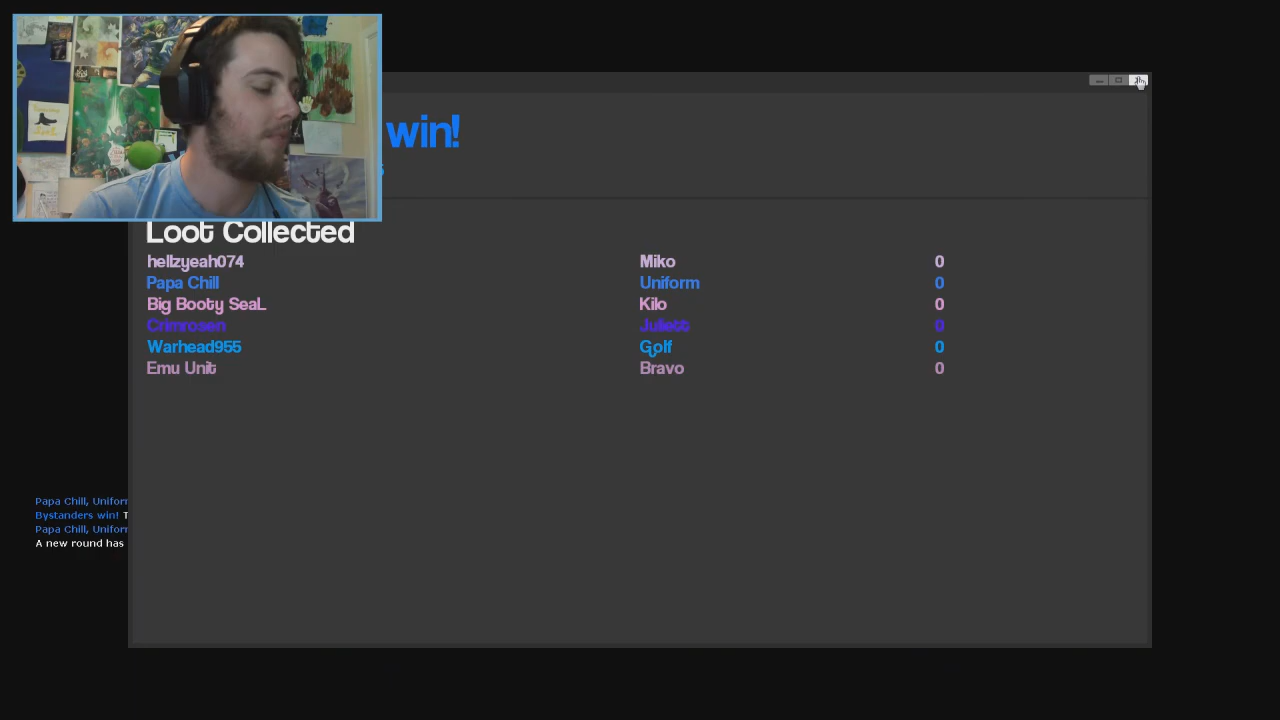 win!
Loot Collected
hellzyeah074 Miko 0
Papa Chill Uniform 0
Big Booty SeaL Kilo 0
Crimrosen Juliett 0
Warhead955 Golf 0
Emu Unit Bravo 0
Papa Chill, Uniform
Bystanders win! T
Papa Chill, Uniform
A new round has